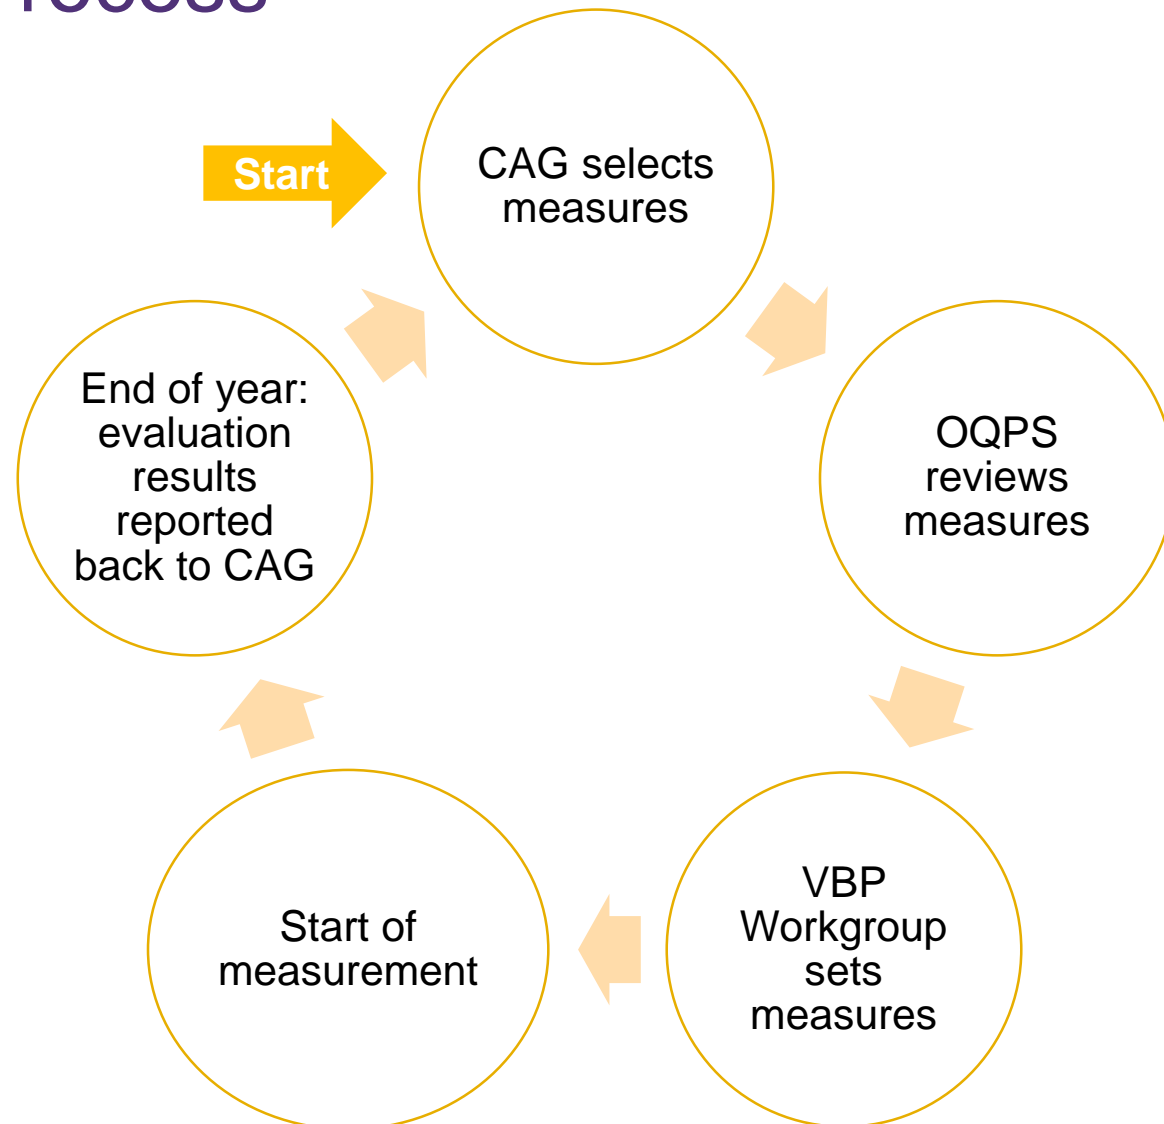 Start
CAG selects
measures
OQPS
reviews
measures
VBP
Workgroup
sets
measures
Start of
measurement
End of year:
evaluation
results
reported
back to CAG